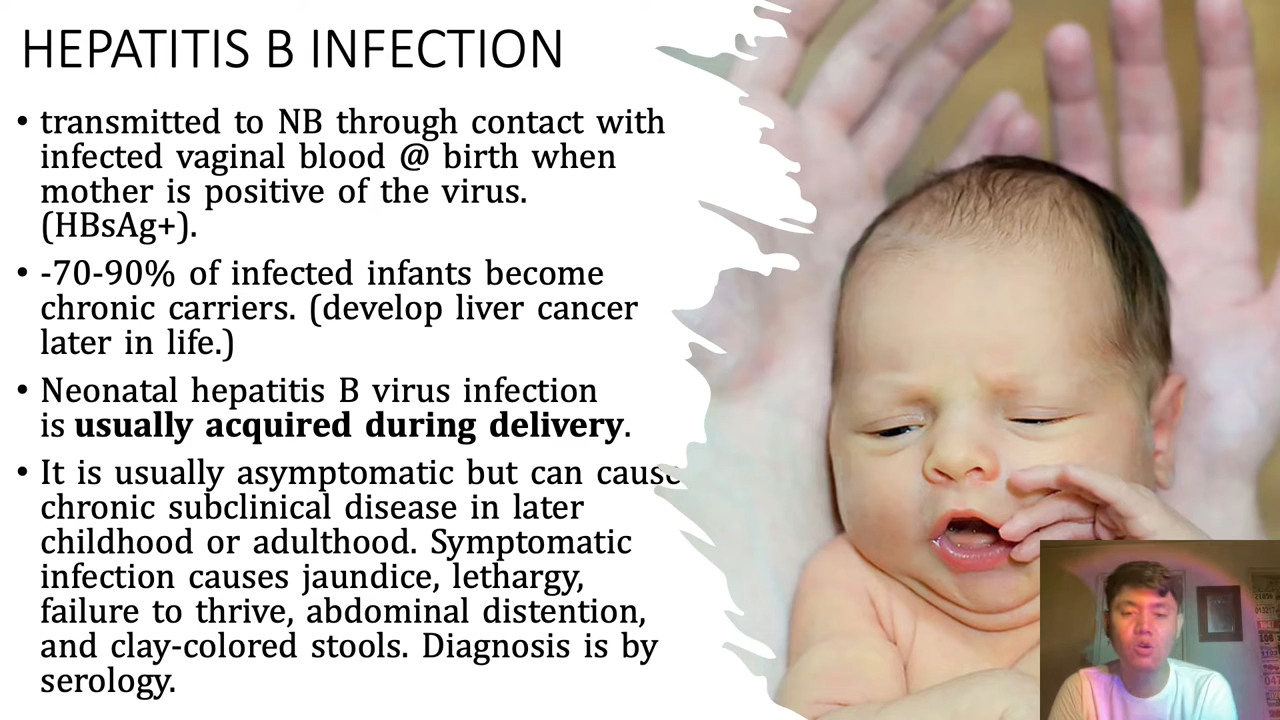 HEPATITIS B INFECTION
• transmitted to NB through contact with
infected vaginal blood @ birth when
mother is positive of the virus.
(HBsAg+).
• -70-90% of infected infants become
chronic carriers. (develop liver cancer
later in life.)
• Neonatal hepatitis B virus infection
is usually acquired during delivery.
• It is usually asymptomatic but can cause
chronic subclinical disease in later
childhood or adulthood. Symptomatic
infection causes jaundice, lethargy,
failure to thrive, abdominal distention,
and clay-colored stools. Diagnosis is by
serology.